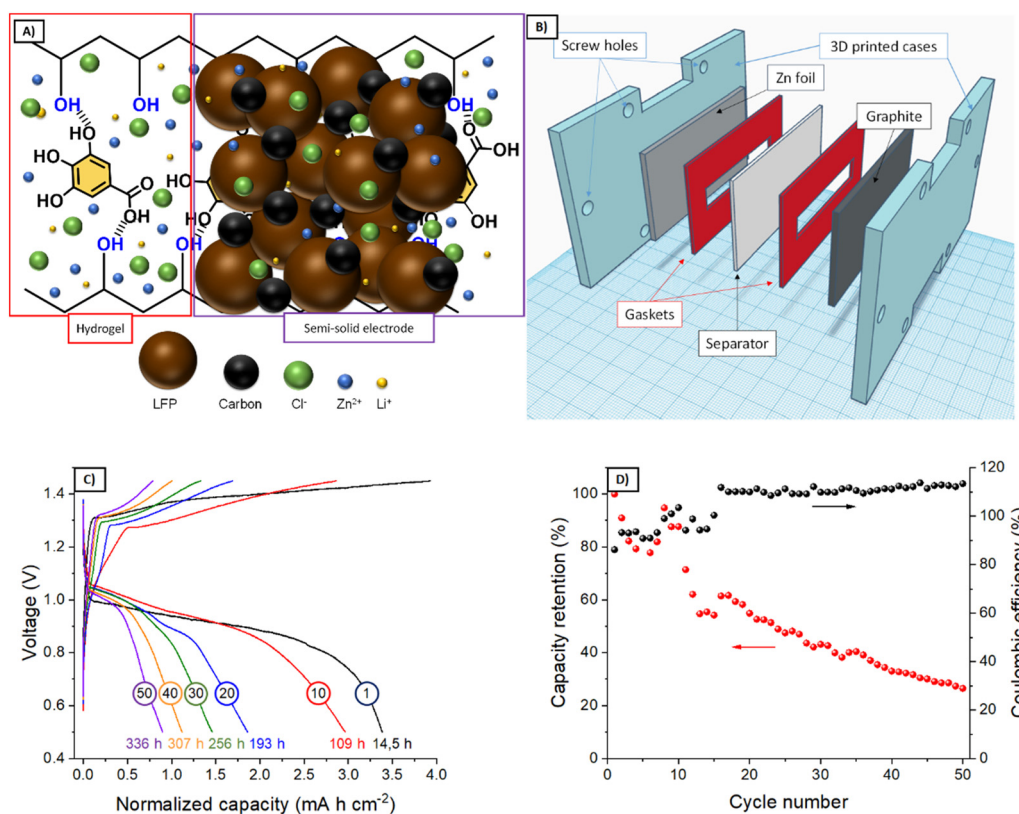 A)
OH
OH
OH
HO
HO
HO
O
OH
OH
OH
HO
HO
O
OH
OH
OH
Hydrogel
Semi-solid electrode
LFP
Carbon
Cl-
Zn2+
Li+
B)
Screw holes
3D printed cases
Zn foil
Graphite
Gaskets
Separator
C)
Voltage (V)
1.4
1.2
1.0
0.8
0.6
0.4
50
40
30
20
10
1
336 h
307 h
256 h
193 h
109 h
14,5 h
0.0
0.5
1.0
1.5
2.0
2.5
3.0
3.5
4.0
Normalized capacity (mA h cm-2)
D)
Capacity retention (%)
100
80
60
40
20
0
120
100
80
60
40
20
0
Coulombic efficiency (%)
0
10
20
30
40
50
Cycle number